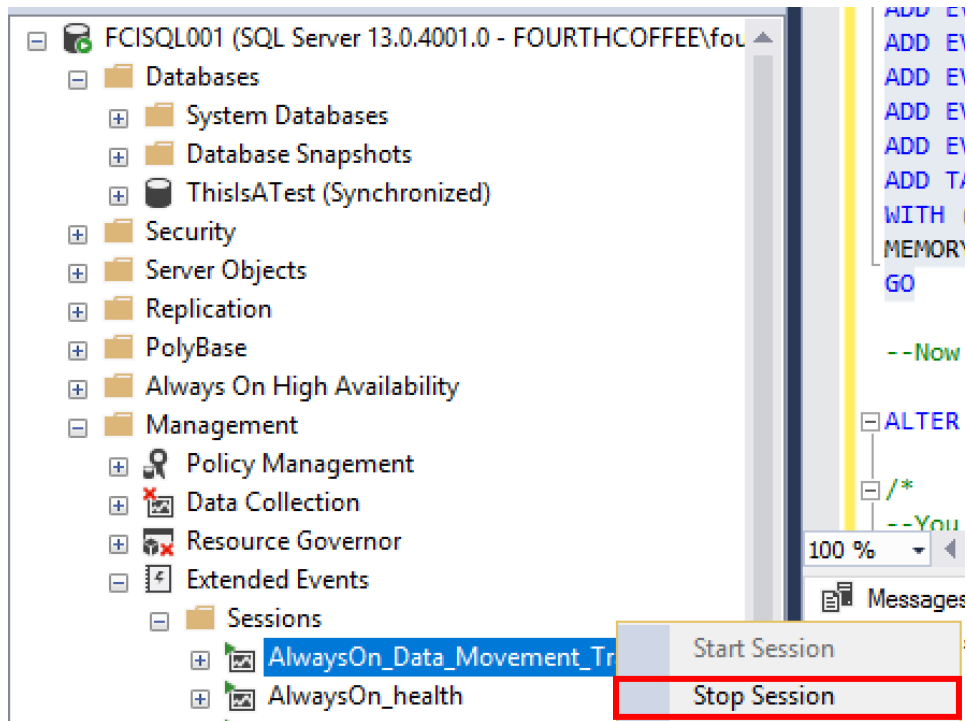 FCISQL001 (SQL Server 13.0.4001.0 - FOURTHCOFFEE\fou
Databases
System Databases
Database Snapshots
ThisIsATest (Synchronized)
Security
Server Objects
Replication
PolyBase
Always On High Availability
Management
Policy Management
Data Collection
Resource Governor
Extended Events
Sessions
AlwaysOn_Data_Movement_Tr
AlwaysOn_health
ADD EV
ADD EV
ADD EV
ADD EV
ADD EV
ADD TA
WITH (
MEMORY
GO
--Now
ALTER
/*
--You
100 %
Messages
Start Session
Stop Session